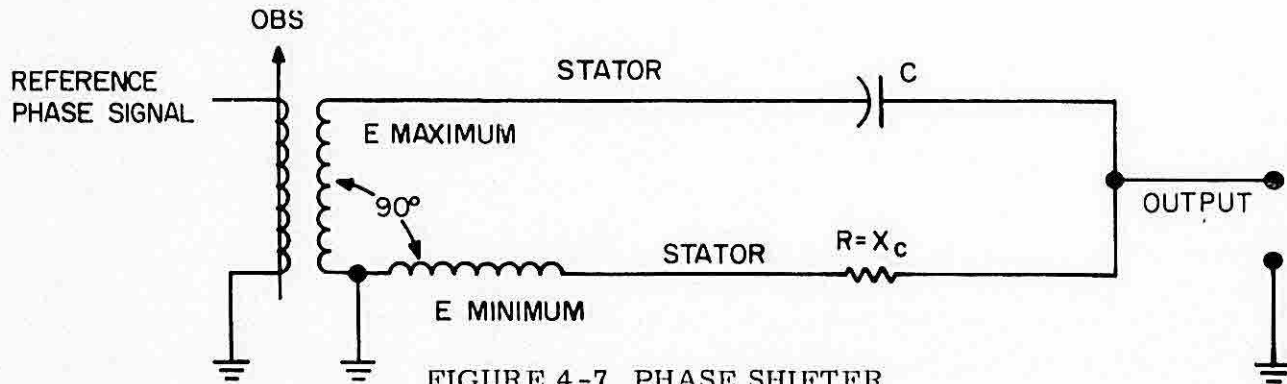 OBS
REFERENCE
PHASE SIGNAL
STATOR
C
E MAXIMUM
90°
OUTPUT
STATOR
R=Xc
E MINIMUM
FIGURE 4-7 PHASE SHIFTER